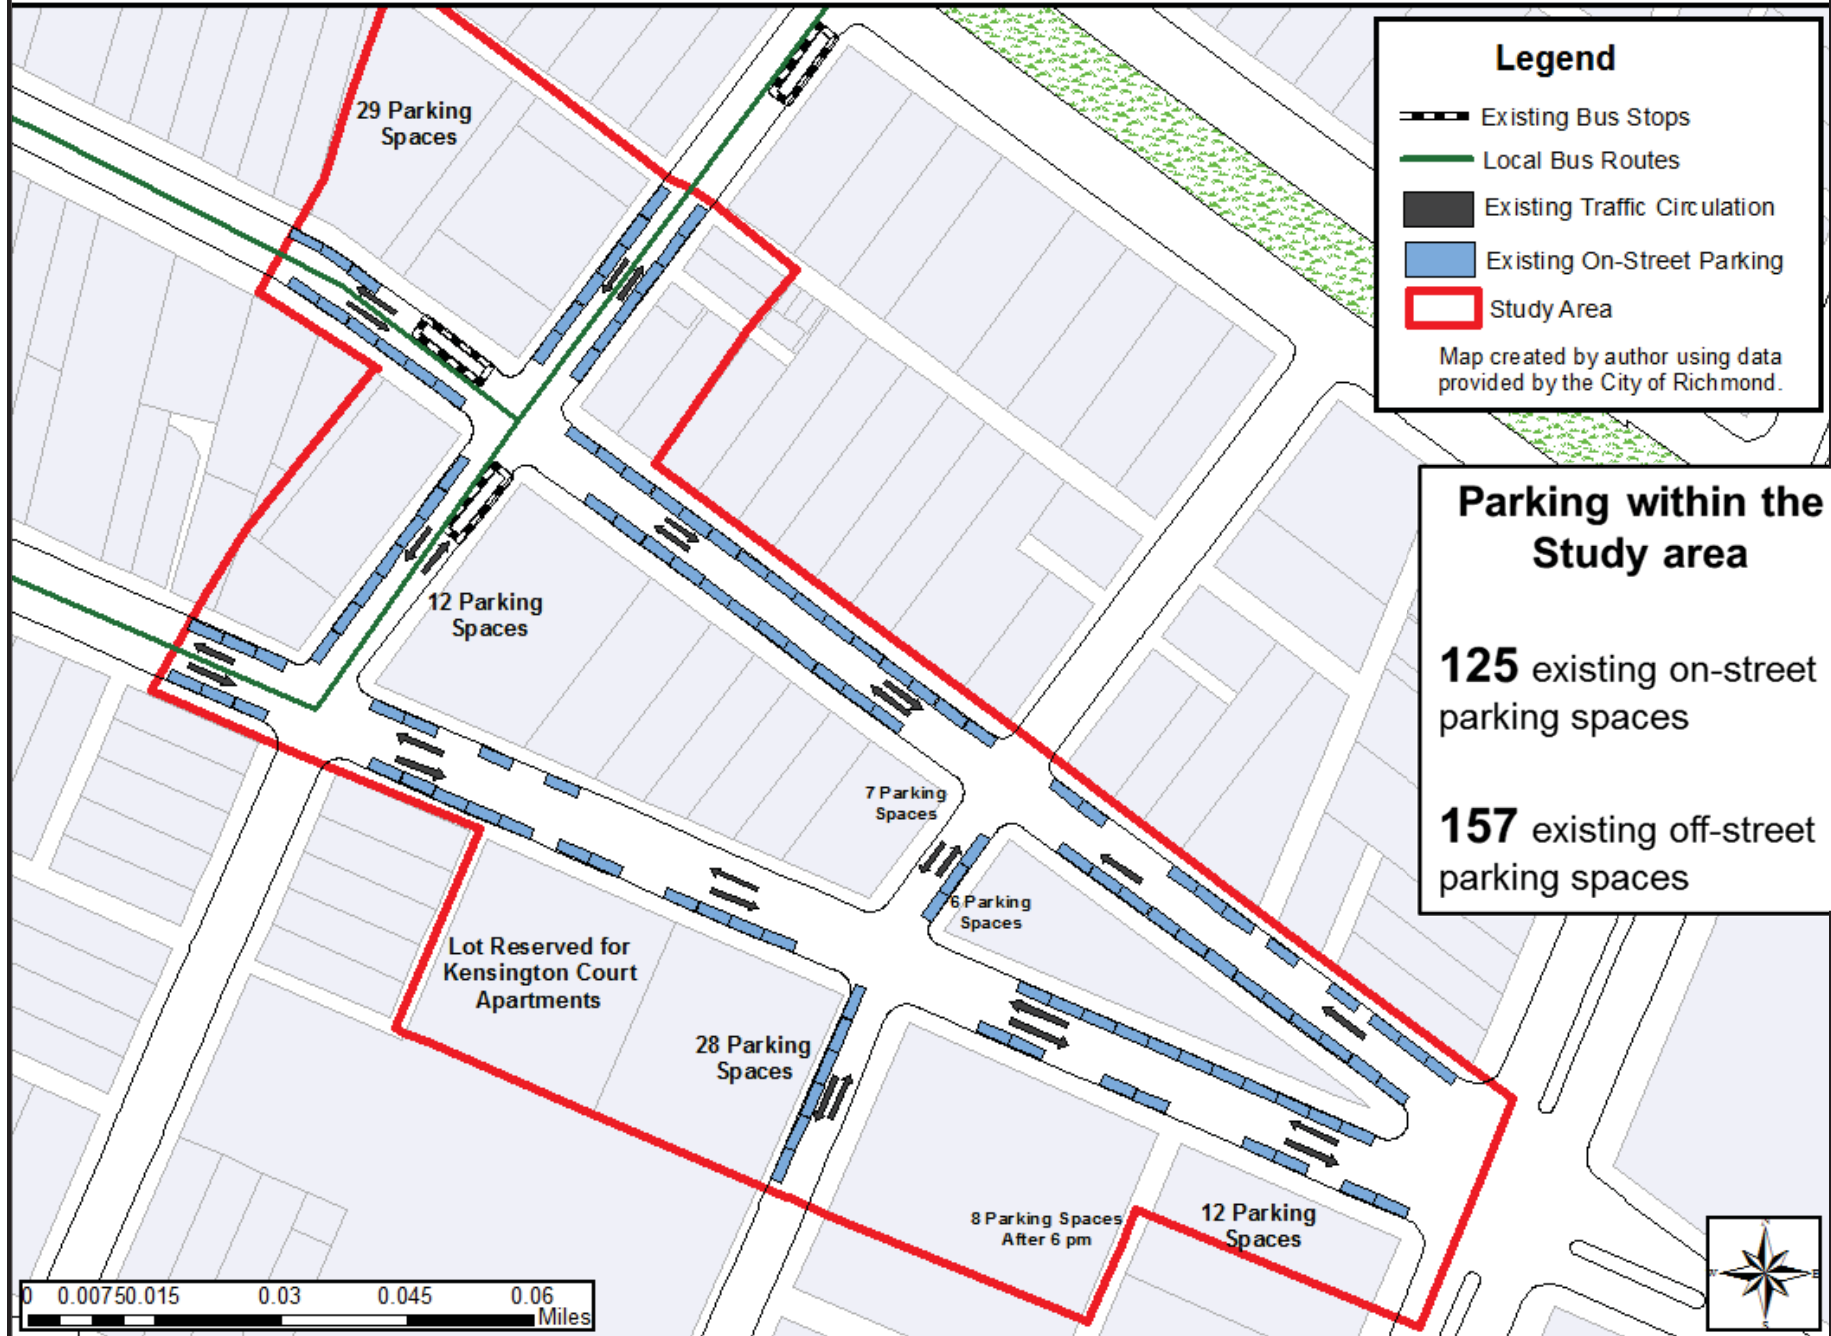 Legend
Existing Bus Stops
Local Bus Routes
Existing Traffic Circulation
Existing On-Street Parking
Study Area
Map created by author using data
provided by the City of Richmond.
29 Parking
Spaces
12 Parking
Spaces
7 Parking
Spaces
6 Parking
Spaces
Lot Reserved for
Kensington Court
Apartments
28 Parking
Spaces
8 Parking Spaces
After 6 pm
12 Parking
Spaces
Parking within the
Study area
125 existing on-street
parking spaces
157 existing off-street
parking spaces
0 0.0075 0.015 0.03 0.045 0.06
Miles
N
W E
S